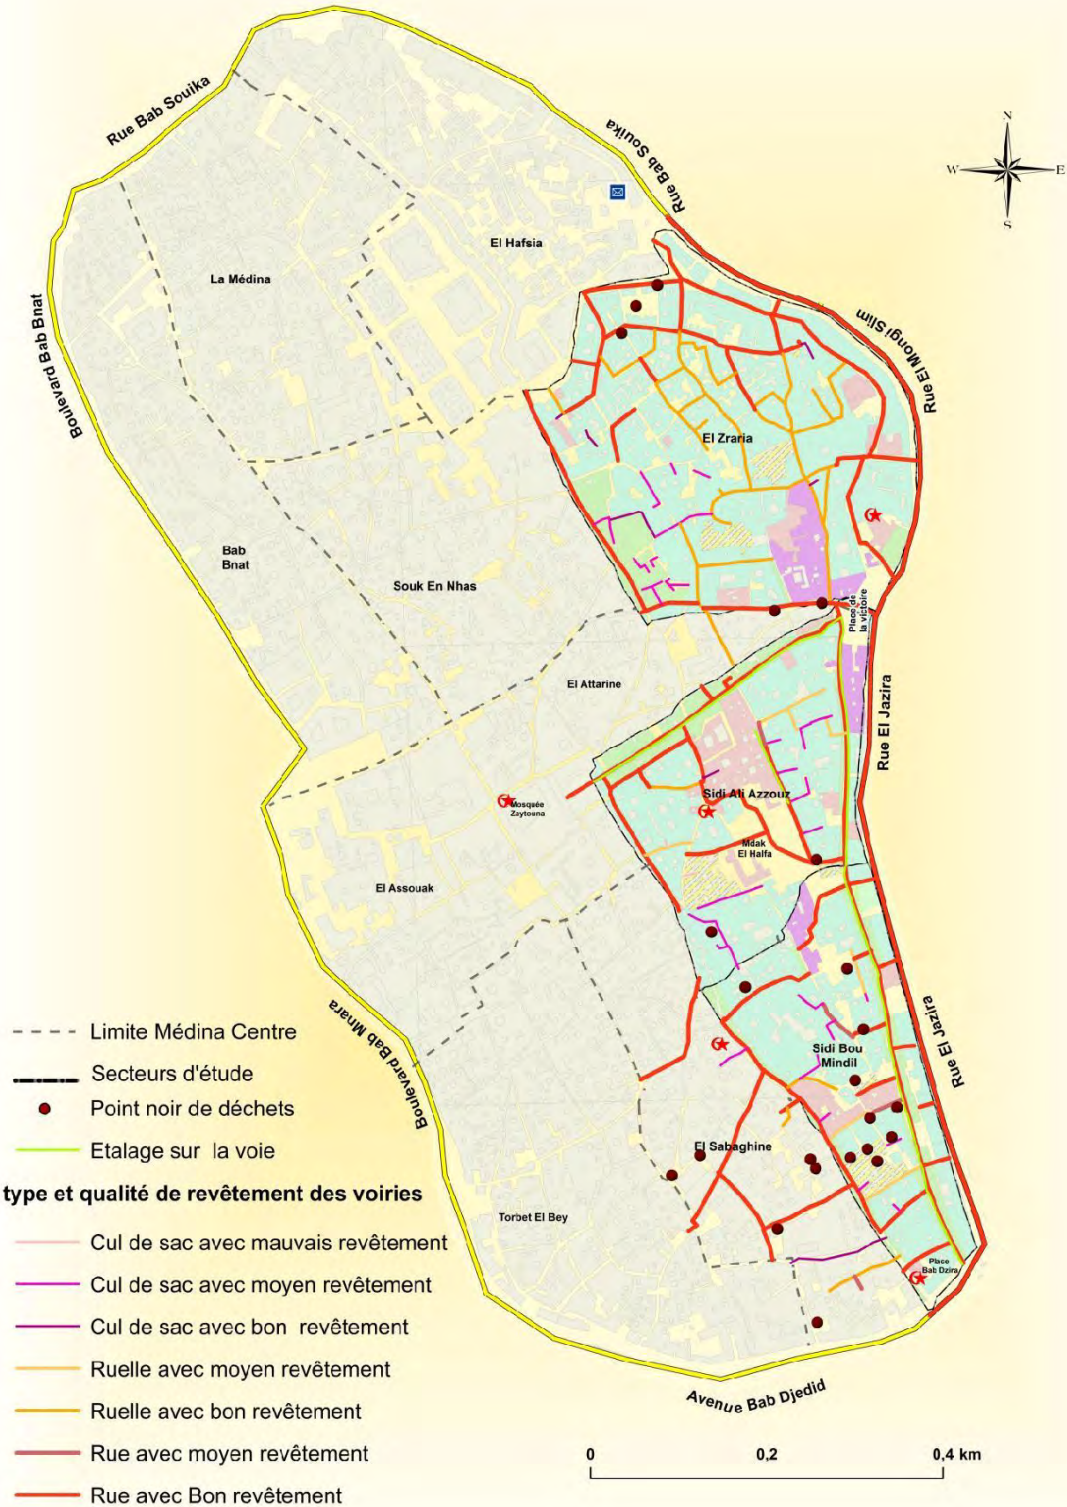 N
W
E
S
Rue Bab Souika
Rue Bab Souika
El Hafsia
La Médina
Boulevard Bab Bnat
Rue El Mongi Slim
El Zraria
Bab
Bnat
Souk En Nhas
Place de
la victoire
El Attarine
Rue El Jazira
Mosquée
Zaytouna
Sidi Ali Azzouz
Mdak
El Halfa
El Assouak
Boulevard Bab Mnara
Rue El Jazira
Sidi Bou
Mindil
El Sabaghine
Torbet El Bey
Place
Bab Dzira
Avenue Bab Djedid
Limite Médina Centre
Secteurs d'étude
Point noir de déchets
Etalage sur la voie
type et qualité de revêtement des voiries
Cul de sac avec mauvais revêtement
Cul de sac avec moyen revêtement
Cul de sac avec bon revêtement
Ruelle avec moyen revêtement
Ruelle avec bon revêtement
Rue avec moyen revêtement
Rue avec Bon revêtement
0 0,2 0,4 km